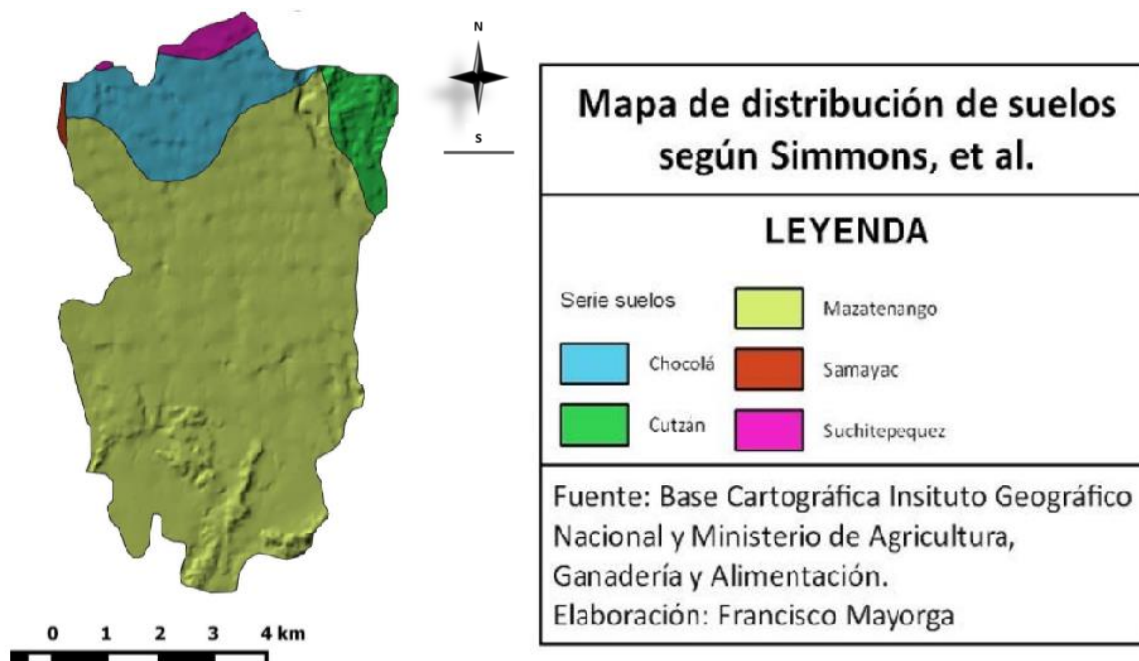 N
S
0 1 2 3 4 km
Mapa de distribución de suelos
según Simmons, et al.
LEYENDA
Serie suelos
Chocolá
Cutzán
Mazatenango
Samayac
Suchitepequez
Fuente: Base Cartográfica Insituto Geográfico
Nacional y Ministerio de Agricultura,
Ganadería y Alimentación.
Elaboración: Francisco Mayorga